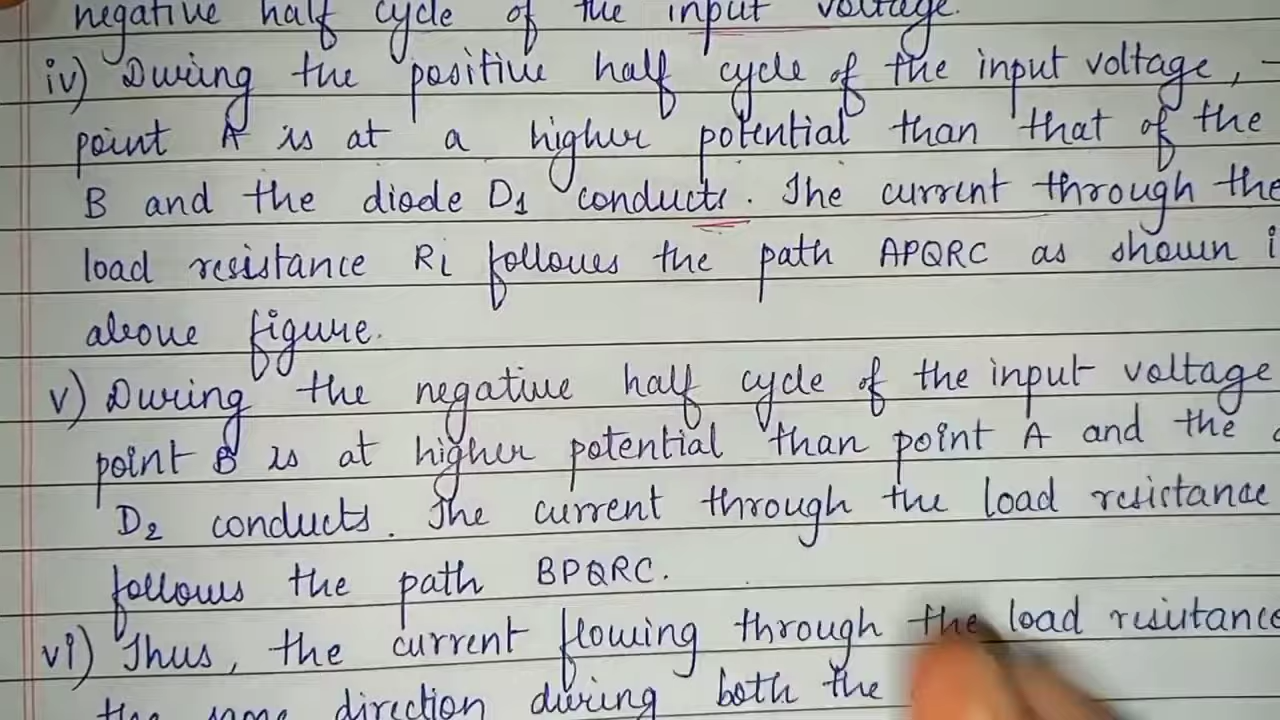 negative half cycle of the input voltage.
iv) During the positive half cycle of the input voltage,
point A is at a higher potential than that of the
B and the diode D1 conducts. The current through the
load resistance Ri follows the path APQRC as shown
above figure.
v) During the negative half cycle of the input voltage
point B is at higher potential than point A and the
D2 conducts. The current through the load resistance
follows the path BPQRC.
vi) Thus, the current flowing through the load resistance
the same direction during both the